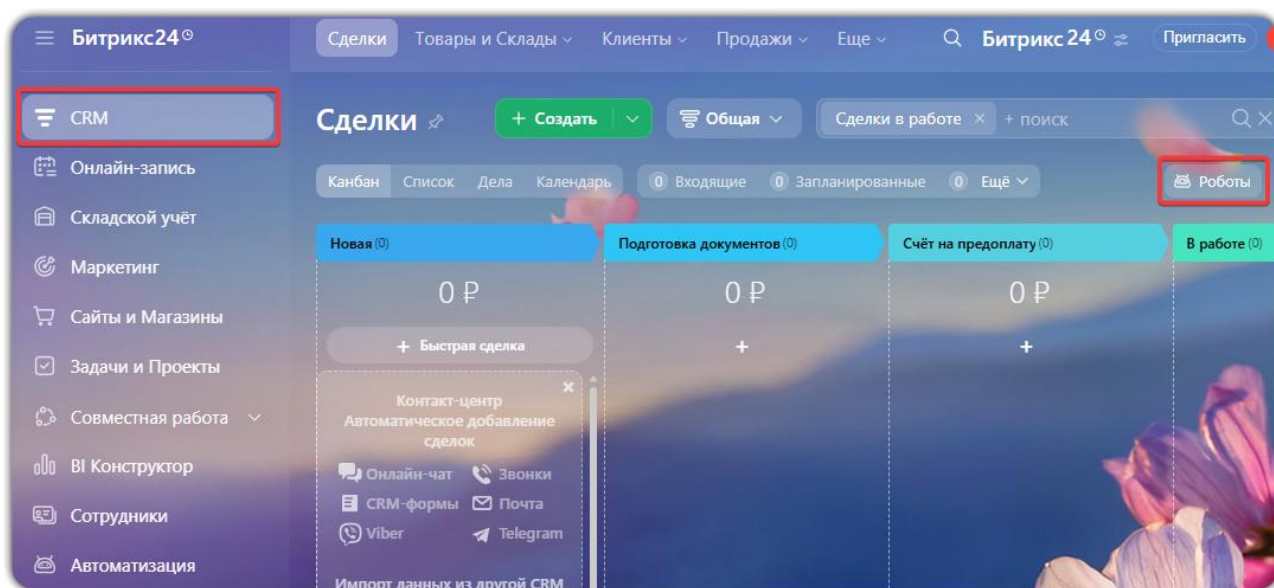 Битрикс24
Сделки Товары и Склады Клиенты Продажи Еще Битрикс 24 Пригласить
CRM
Сделки + Создать Общая Сделки в работе × + поиск
Онлайн-запись
Канбан Список Дела Календарь 0 Входящие 0 Запланированные 0 Ещё Роботы
Складской учёт
Новая (0) Подготовка документов (0) Счёт на предоплату (0) В работе (0)
Маркетинг
0 ₽ 0 ₽ 0 ₽
Сайты и Магазины
+ Быстрая сделка + +
Задачи и Проекты
Контакт-центр
Автоматическое добавление
сделок
Совместная работа
Онлайн-чат Звонки
BI Конструктор
CRM-формы Почта
Сотрудники
Viber Telegram
Автоматизация
Импорт данных из другой CRM